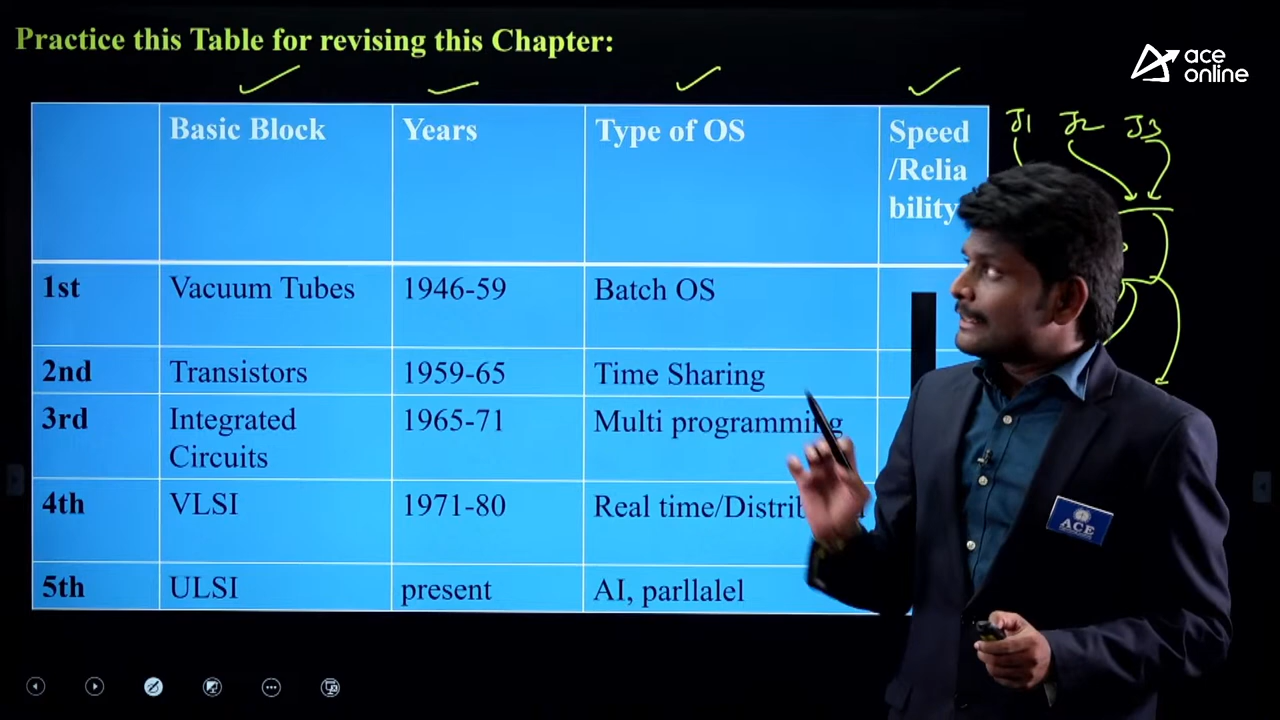 Practice this Table for revising this Chapter:
ace
online
J1 J2 J3
Basic Block Years Type of OS Speed
/Relia
bility
1st Vacuum Tubes 1946-59 Batch OS
2nd Transistors 1959-65 Time Sharing
3rd Integrated 1965-71 Multi programming
Circuits
4th VLSI 1971-80 Real time/
5th ULSI present AI, parllalel
ACE